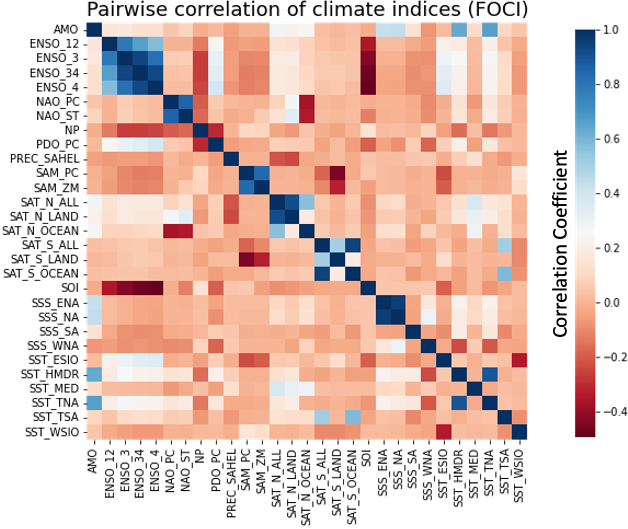 Pairwise correlation of climate indices (FOCI)
AMO
ENSO_12
ENSO_3
ENSO_34
ENSO_4
NAO_PC
NAO_ST
NP
PDO_PC
PREC_SAHEL
SAM_PC
SAM_ZM
SAT_N_ALL
SAT_N_LAND
SAT_N_OCEAN
SAT_S_ALL
SAT_S_LAND
SAT_S_OCEAN
SOI
SSS_ENA
SSS_NA
SSS_SA
SSS_WNA
SST_ESIO
SST_HMDR
SST_MED
SST_TNA
SST_TSA
SST_WSIO
AMO
ENSO_12
ENSO_3
ENSO_34
ENSO_4
NAO_PC
NAO_ST
NP
PDO_PC
PREC_SAHEL
SAM_PC
SAM_ZM
SAT_N_ALL
SAT_N_LAND
SAT_N_OCEAN
SAT_S_ALL
SAT_S_LAND
SAT_S_OCEAN
SOI
SSS_ENA
SSS_NA
SSS_SA
SSS_WNA
SST_ESIO
SST_HMDR
SST_MED
SST_TNA
SST_TSA
SST_WSIO
1.0
0.8
0.6
0.4
0.2
0.0
−0.2
−0.4
Correlation Coefficient